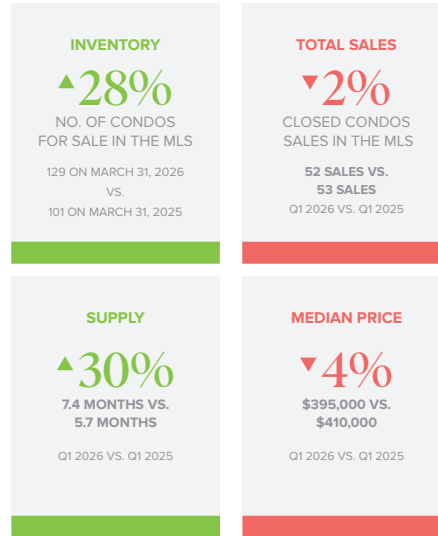 INVENTORY
▲28%
NO. OF CONDOS
FOR SALE IN THE MLS
129 ON MARCH 31, 2026
VS.
101 ON MARCH 31, 2025
TOTAL SALES
▼2%
CLOSED CONDOS
SALES IN THE MLS
52 SALES VS.
53 SALES
Q1 2026 VS. Q1 2025
SUPPLY
▲30%
7.4 MONTHS VS.
5.7 MONTHS
Q1 2026 VS. Q1 2025
MEDIAN PRICE
▼4%
$395,000 VS.
$410,000
Q1 2026 VS. Q1 2025